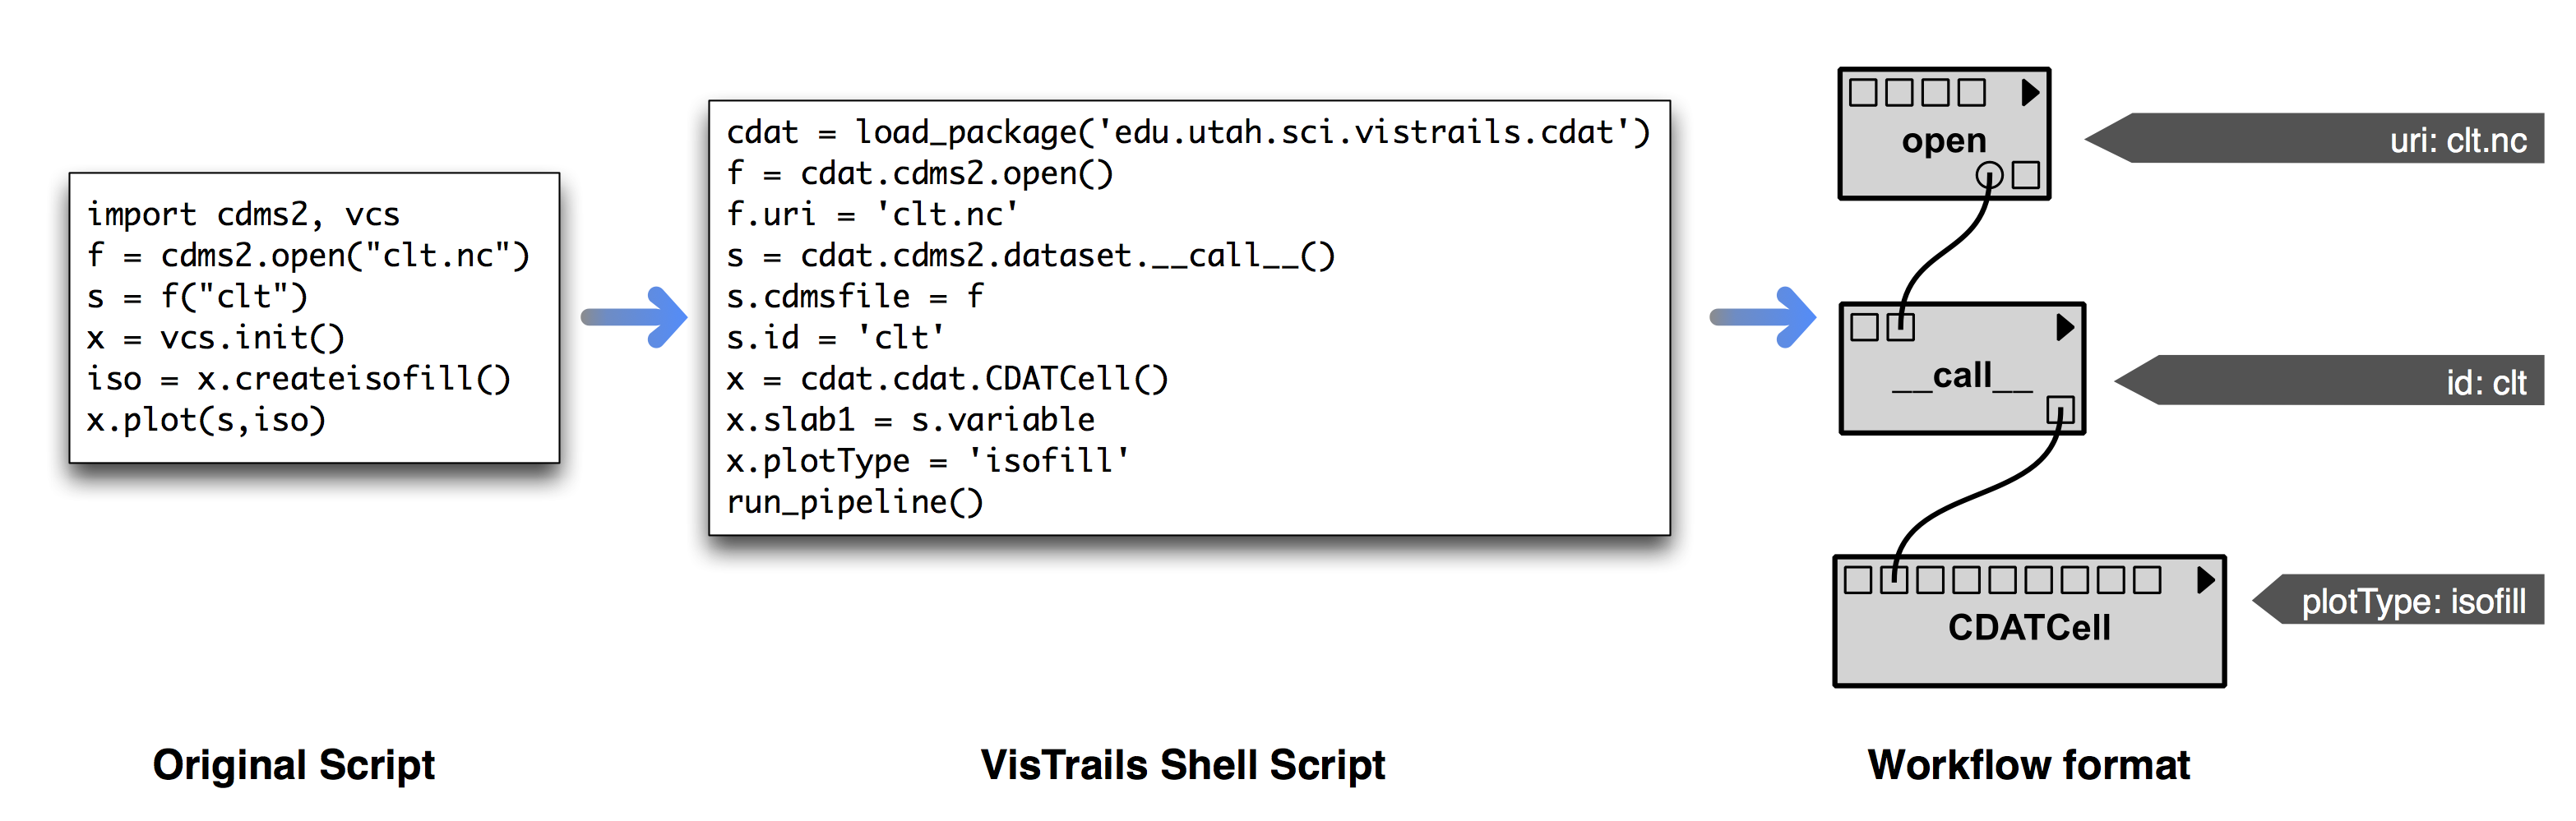 import cdms2, vcs
f = cdms2.open("clt.nc")
s = f("clt")
x = vcs.init()
iso = x.createisofill()
x.plot(s,iso)
Original Script
cdat = load_package('edu.utah.sci.vistrails.cdat')
f = cdat.cdms2.open()
f.uri = 'clt.nc'
s = cdat.cdms2.dataset.__call__()
s.cdmsfile = f
s.id = 'clt'
x = cdat.cdat.CDATCell()
x.slab1 = s.variable
x.plotType = 'isofill'
run_pipeline()
VisTrails Shell Script
open
uri: clt.nc
__call__
id: clt
CDATCell
plotType: isofill
Workflow format